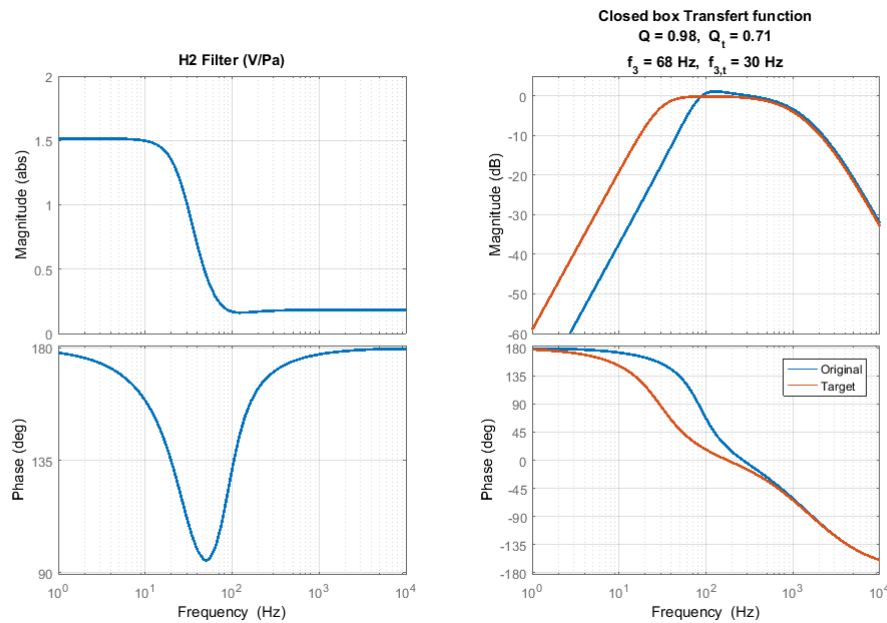 H2 Filter (V/Pa)
2
1.5
1
0.5
0
Magnitude (abs)
180
135
90
Phase (deg)
10^0
10^1
10^2
10^3
10^4
Frequency (Hz)
Closed box Transfert function
Q = 0.98, Q_t = 0.71
f_3 = 68 Hz, f_{3,t} = 30 Hz
0
-10
-20
-30
-40
-50
-60
Magnitude (dB)
180
135
90
45
0
-45
-90
-135
-180
Phase (deg)
Original
Target
10^0
10^1
10^2
10^3
10^4
Frequency (Hz)